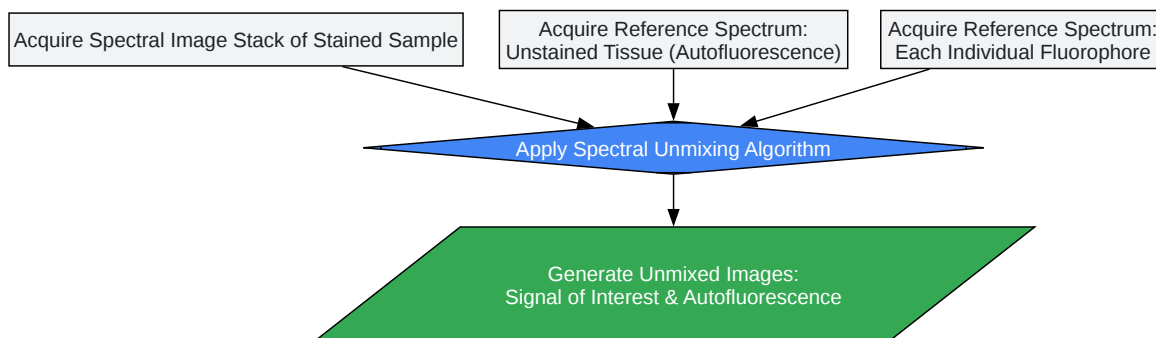 Acquire Spectral Image Stack of Stained Sample
Acquire Reference Spectrum:
Unstained Tissue (Autofluorescence)
Acquire Reference Spectrum:
Each Individual Fluorophore
Apply Spectral Unmixing Algorithm
Generate Unmixed Images:
Signal of Interest & Autofluorescence